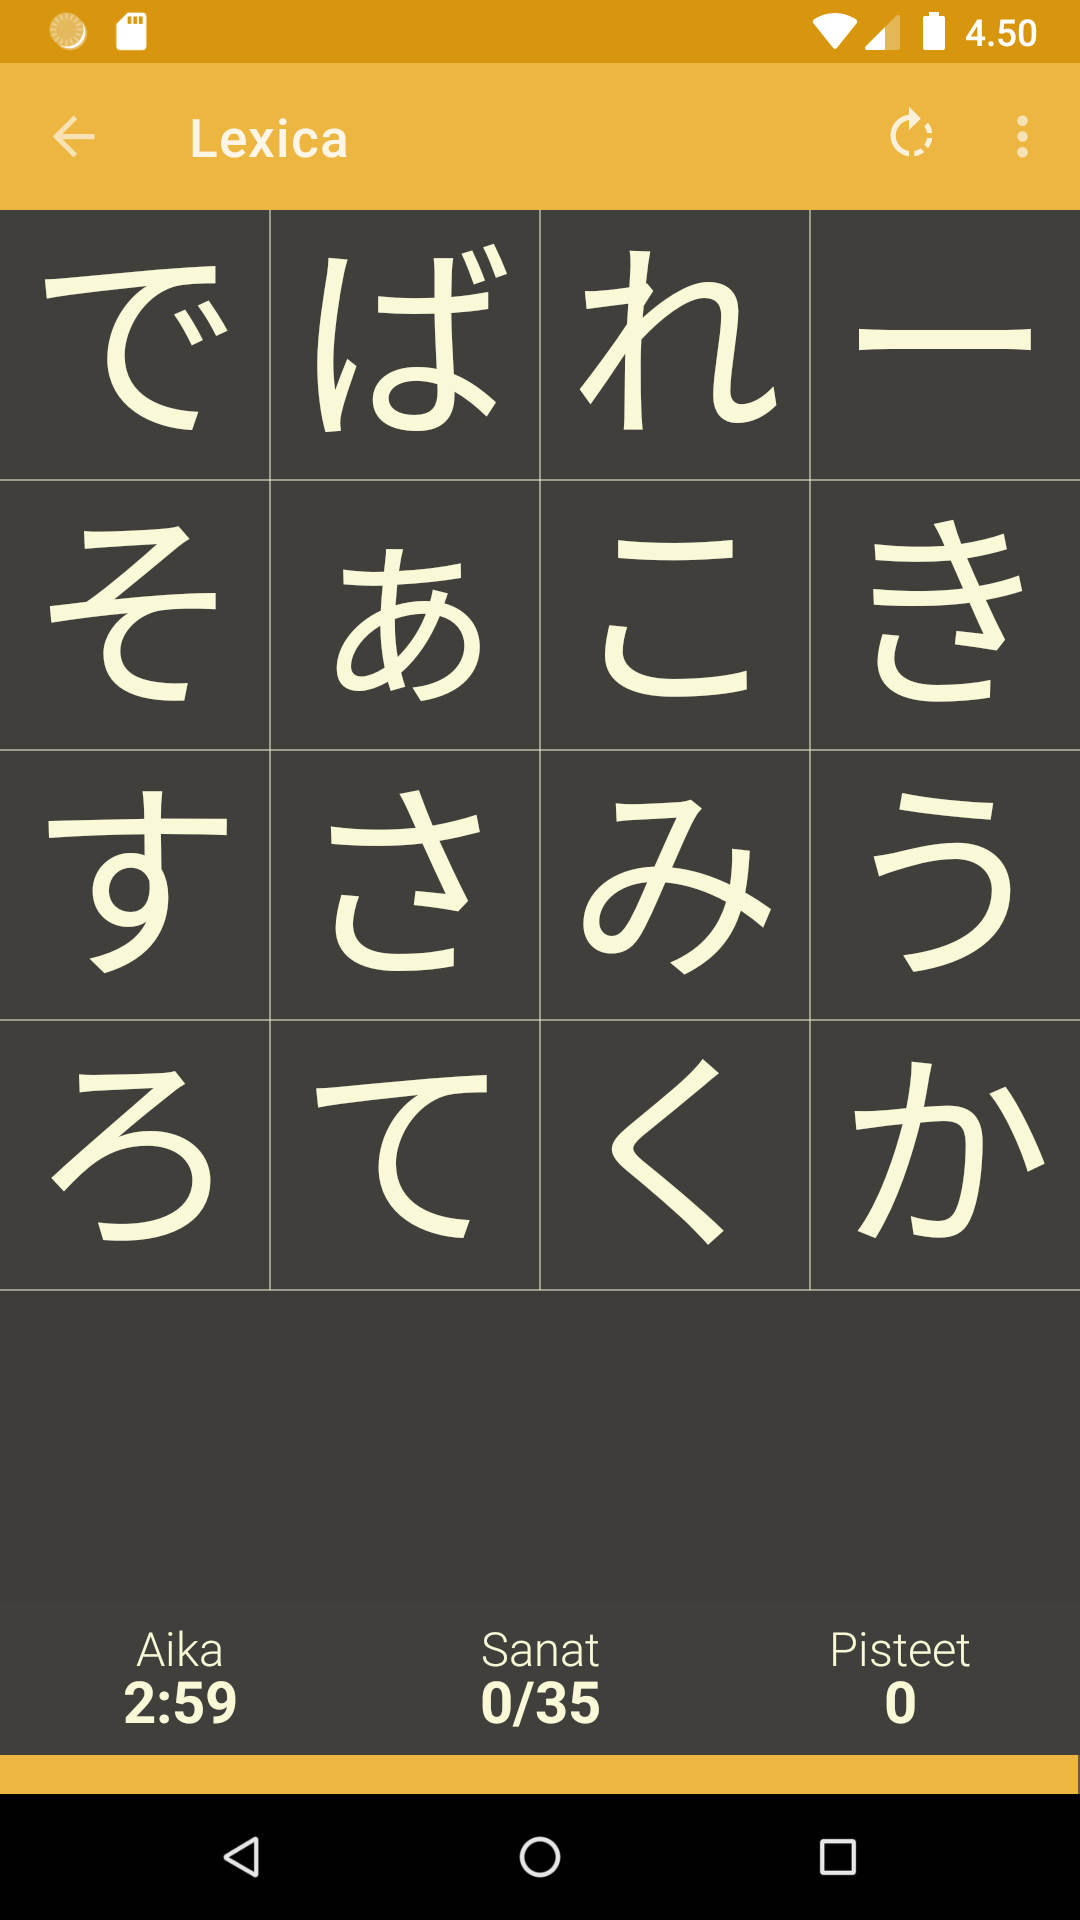 4.50
Lexica
で ば れ ー
そ ぁ こ き
す さ み う
ろ て く か
Aika Sanat Pisteet
2:59 0/35 0